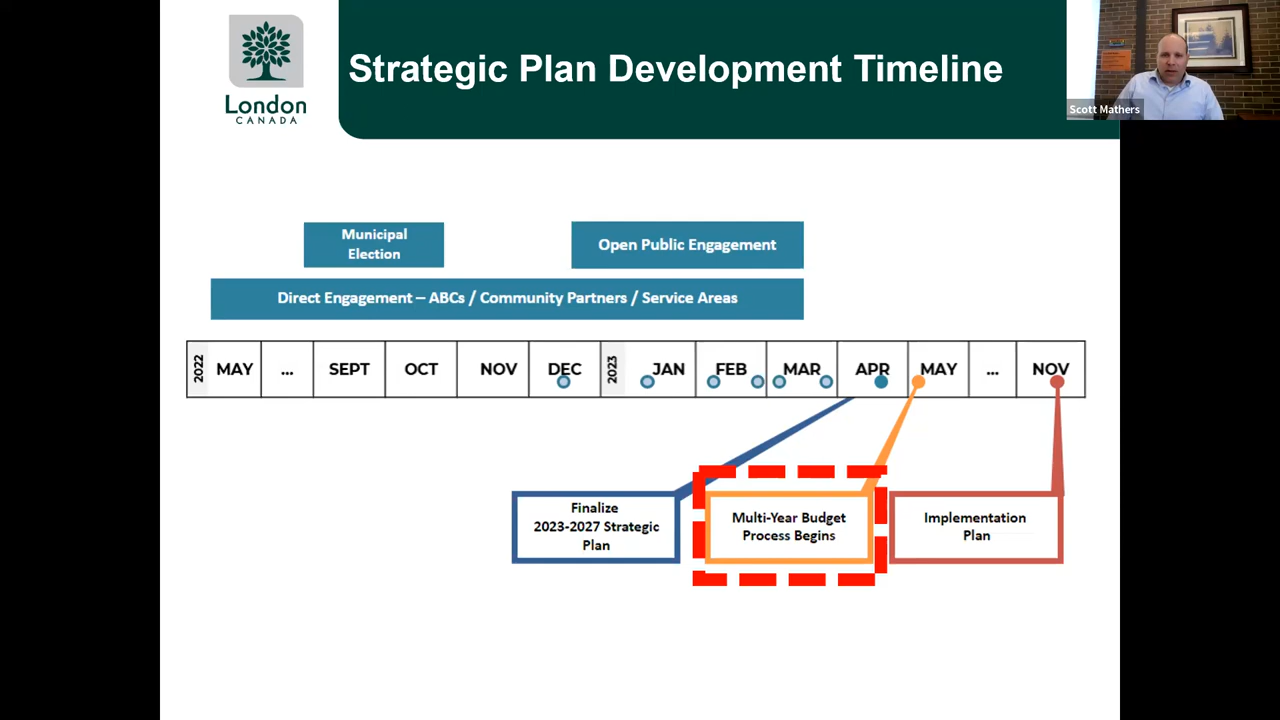 London
CANADA
Strategic Plan Development Timeline
Scott Mathers
Municipal
Election
Open Public Engagement
Direct Engagement – ABCs / Community Partners / Service Areas
2022 MAY ... SEPT OCT NOV DEC 2023 JAN FEB MAR APR MAY ... NOV
Finalize
2023-2027 Strategic
Plan
Multi-Year Budget
Process Begins
Implementation
Plan